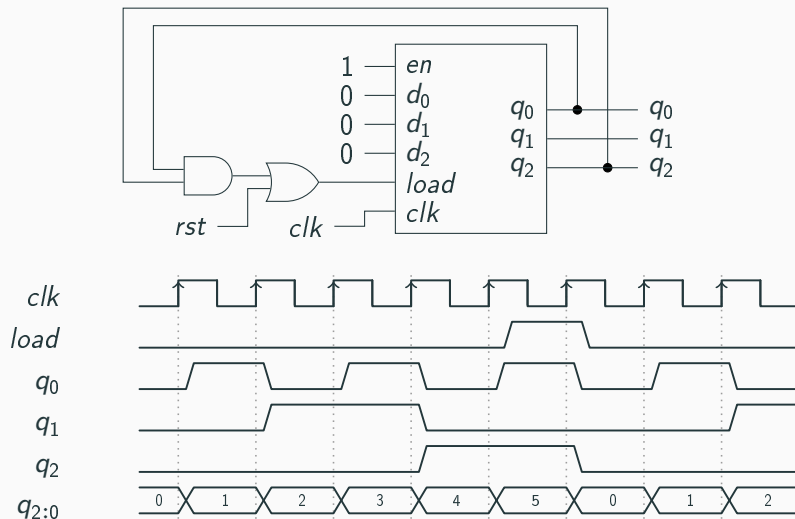 1 en
0 d₀
0 d₁ q₀ q₀
0 d₂ q₁ q₁
q₂ q₂
load
rst clk clk
clk
load
q₀
q₁
q₂
q₂:₀ 0 1 2 3 4 5 0 1 2